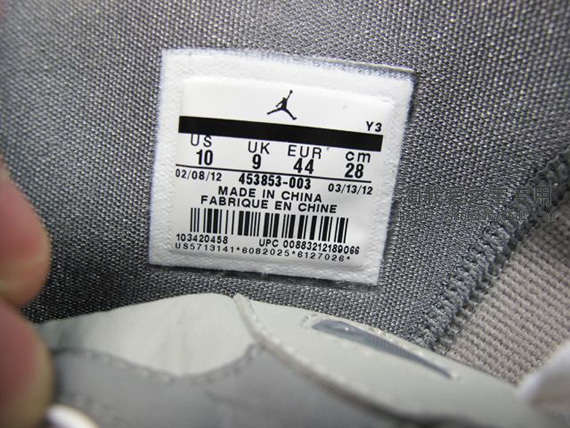 Y3
US UK EUR cm
10 9 44 28
02/08/12 453853-003 03/13/12
MADE IN CHINA
FABRIQUE EN CHINE
103420458 UPC 00883212189066
US5713141*6082025*6127026*